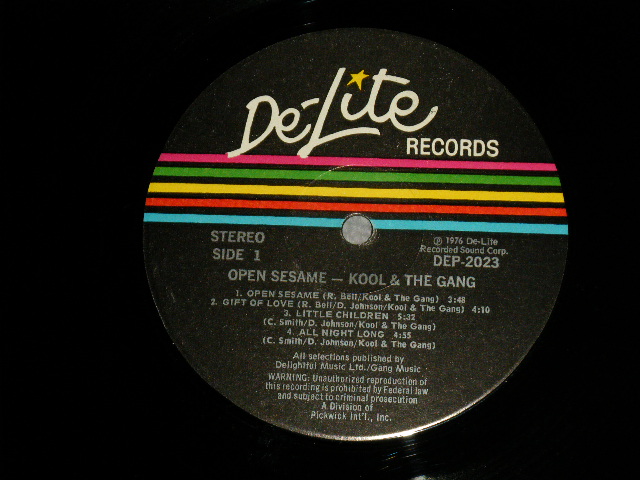 De-Lite
RECORDS
STEREO
SIDE 1
℗ 1976 De-Lite
Recorded Sound Corp.
DEP-2023
OPEN SESAME — KOOL & THE GANG
1. OPEN SESAME (R. Bell/Kool & The Gang) 3:48
2. GIFT OF LOVE (R. Bell/D. Johnson/Kool & The Gang) 4:10
3. LITTLE CHILDREN 5:32
(C. Smith/D. Johnson/Kool & The Gang)
4. ALL NIGHT LONG 4:55
(C. Smith/D. Johnson/Kool & The Gang)
All selections published by
Delightful Music Ltd./Gang Music
WARNING: Unauthorized reproduction of
this recording is prohibited by Federal law
and subject to criminal prosecution
A Division of
Pickwick Int'l., Inc.